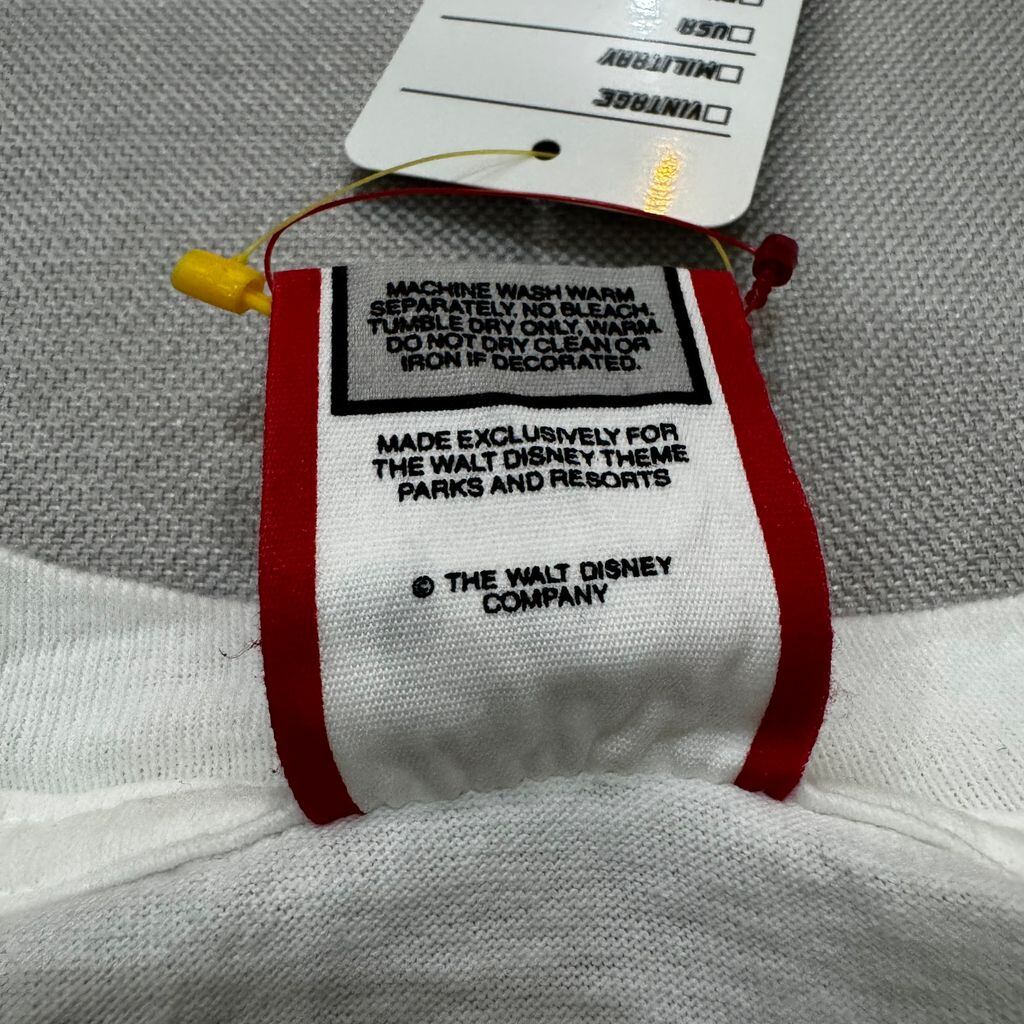 USA
MILITARY
VINTAGE
MACHINE WASH WARM
SEPARATELY, NO BLEACH.
TUMBLE DRY ONLY, WARM.
DO NOT DRY CLEAN OR
IRON IF DECORATED.
MADE EXCLUSIVELY FOR
THE WALT DISNEY THEME
PARKS AND RESORTS
© THE WALT DISNEY
COMPANY